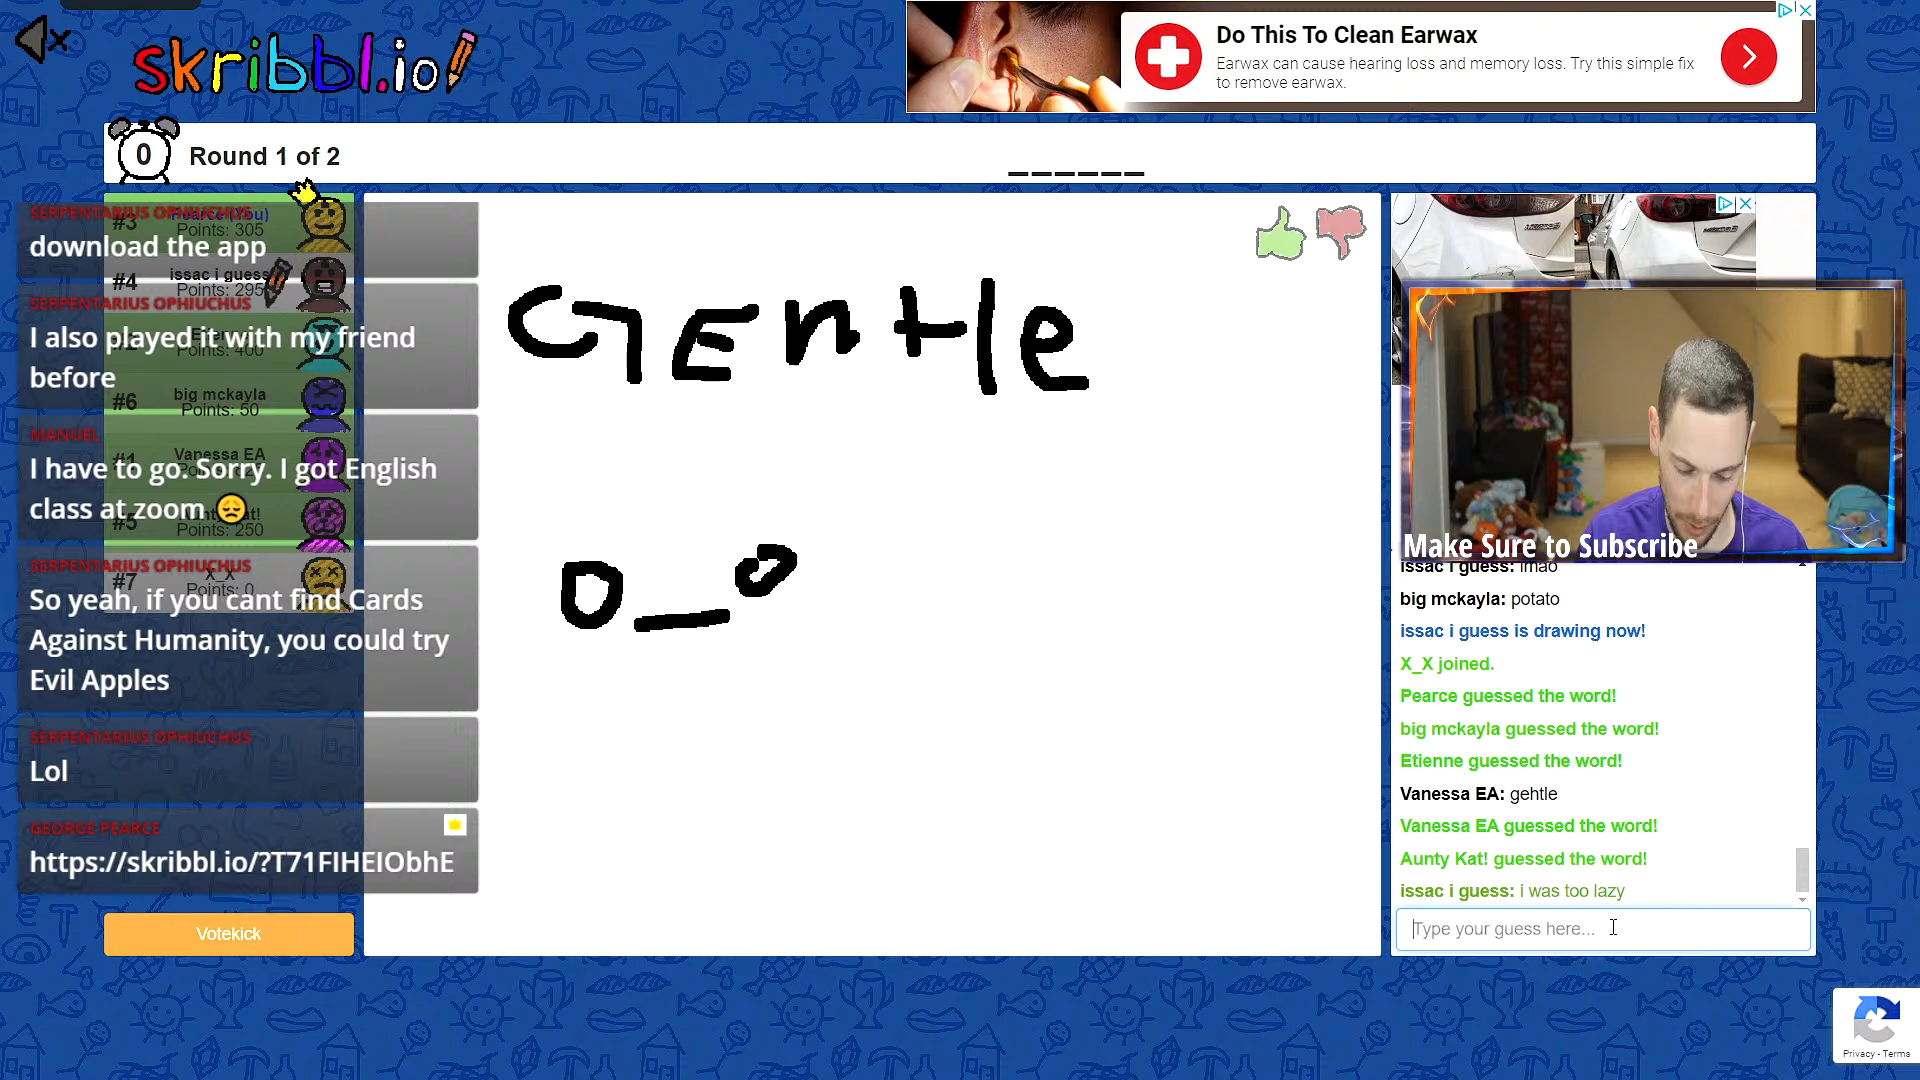 skribbl.io
Do This To Clean Earwax
Earwax can cause hearing loss and memory loss. Try this simple fix
to remove earwax.
0
Round 1 of 2
______
SERPENTARIUS OPHIUCHUS
download the app
SERPENTARIUS OPHIUCHUS
I also played it with my friend
before
MANUEL
I have to go. Sorry. I got English
class at zoom 😔
SERPENTARIUS OPHIUCHUS
So yeah, if you cant find Cards
Against Humanity, you could try
Evil Apples
SERPENTARIUS OPHIUCHUS
Lol
GEORGE PEARCE
https://skribbl.io/?T71FIHEIObhE
#3
Pearce (You)
Points: 305
#4
issac i guess
Points: 295
Points: 400
#6
big mckayla
Points: 50
#1
Vanessa EA
#5
Points: 250
#7
X_X
Points: 0
Votekick
GEntle
o_o
Make Sure to Subscribe
issac i guess: lmao
big mckayla: potato
issac i guess is drawing now!
X_X joined.
Pearce guessed the word!
big mckayla guessed the word!
Etienne guessed the word!
Vanessa EA: gehtle
Vanessa EA guessed the word!
Aunty Kat! guessed the word!
issac i guess: i was too lazy
Type your guess here...
Privacy - Terms